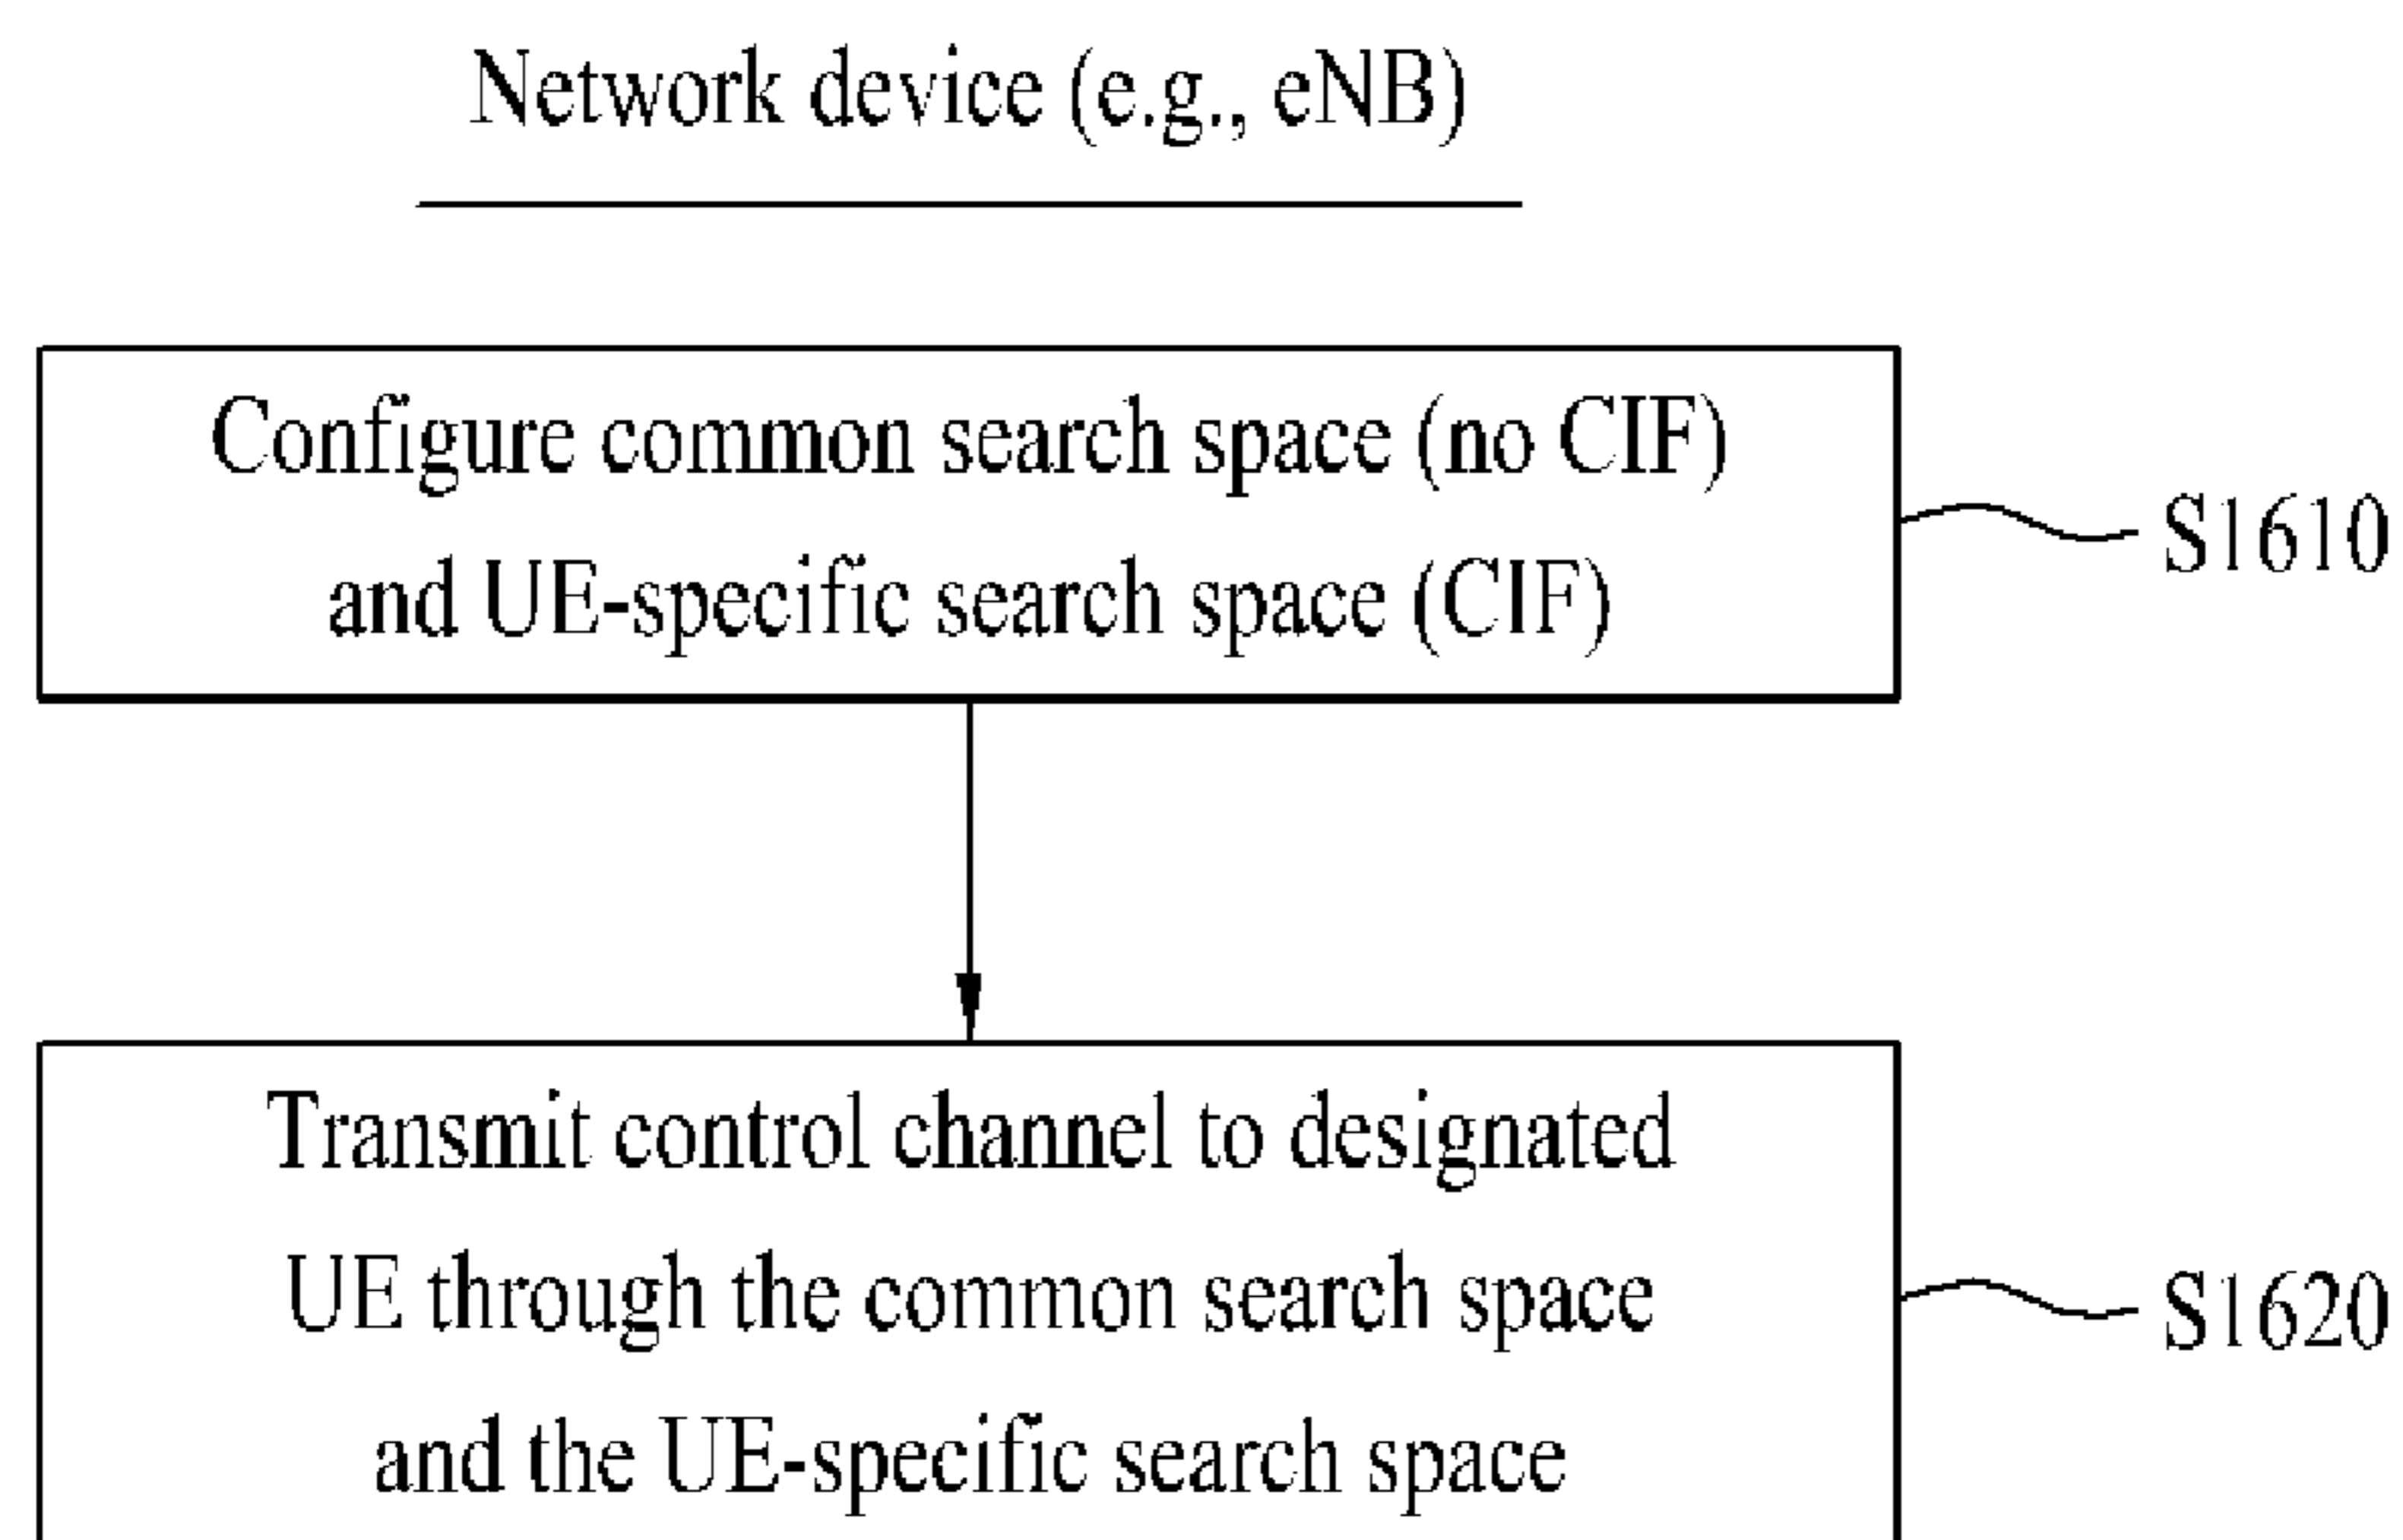 Network device (e.g., eNB)
Configure common search space (no CIF)
and UE-specific search space (CIF)
S1610
Transmit control channel to designated
UE through the common search space
and the UE-specific search space
S1620